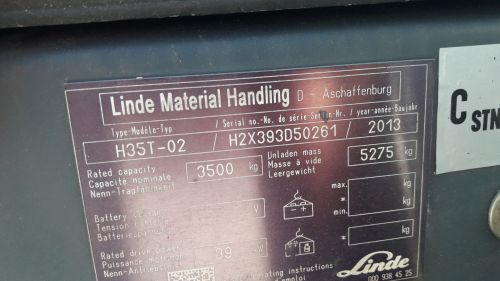 Linde Material Handling D - Aschaffenburg
Type-Modèle-Typ / Serial no.-No. de série-Serien-Nr. / year-année-Baujahr
H35T-02 / H2X393D50261 / 2013
Rated capacity
Capacité nominale
Nenn-Tragfähigkeit
3500 kg
Unladen mass
Masse à vide
Leergewicht
5275 kg
Battery
Tension
Batterie
V
max.
* kg
min.
* kg
Rated drive power
Puissance motrice
Nenn-Antriebs
39
operating instructions
d'emploi
Linde
000 938 45 25
C STN